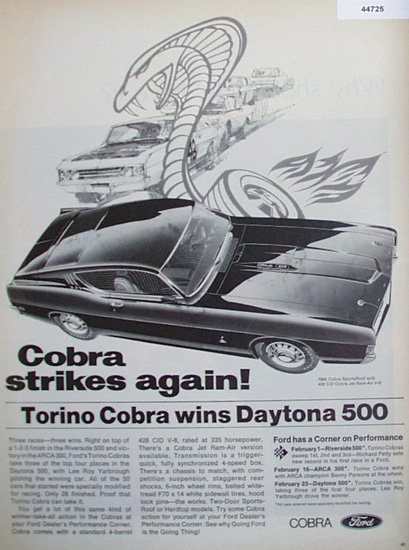 44725
1969 Cobra SportsRoof with
428 CID Cobra Jet Ram-Air V-8
Cobra
strikes again!
Torino Cobra wins Daytona 500
Three races—three wins. Right on top of
a 1-2-3 finish in the Riverside 500 and vic-
tory in the ARCA 300, Ford's Torino Cobras
take three of the top four places in the
Daytona 500, with Lee Roy Yarbrough
piloting the winning car. All of the 50
cars that started were specially modified
for racing. Only 28 finished. Proof that
Torino Cobra can take it.
You get a lot of this same kind of
winner-take-all action in the Cobras at
your Ford Dealer's Performance Corner.
Cobra comes with a standard 4-barrel
428 CID V-8, rated at 335 horsepower.
There's a Cobra Jet Ram-Air version
available. Transmission is a trigger-
quick, fully synchronized 4-speed box.
There's a chassis to match, with com-
petition suspension, staggered rear
shocks, 6-inch wheel rims, belted wide-
tread F70 x 14 white sidewall tires, hood
lock pins—the works. Two-Door Sports-
Roof or Hardtop models. Try some Cobra
action for yourself at your Ford Dealer's
Performance Corner. See why Going Ford
is the Going Thing!
Ford has a Corner on Performance
February 1—Riverside 500*. Torino Cobras
sweep 1st, 2nd and 3rd—Richard Petty sets
new record in his first race in a Ford.
February 16—ARCA 300*. Torino Cobra wins
with ARCA champion Benny Parsons at the wheel.
February 23—Daytona 500*. Torino Cobras win,
taking three of the first four places. Lee Roy
Yarbrough drove the winner.
*All cars entered were specially modified for racing.
COBRA Ford